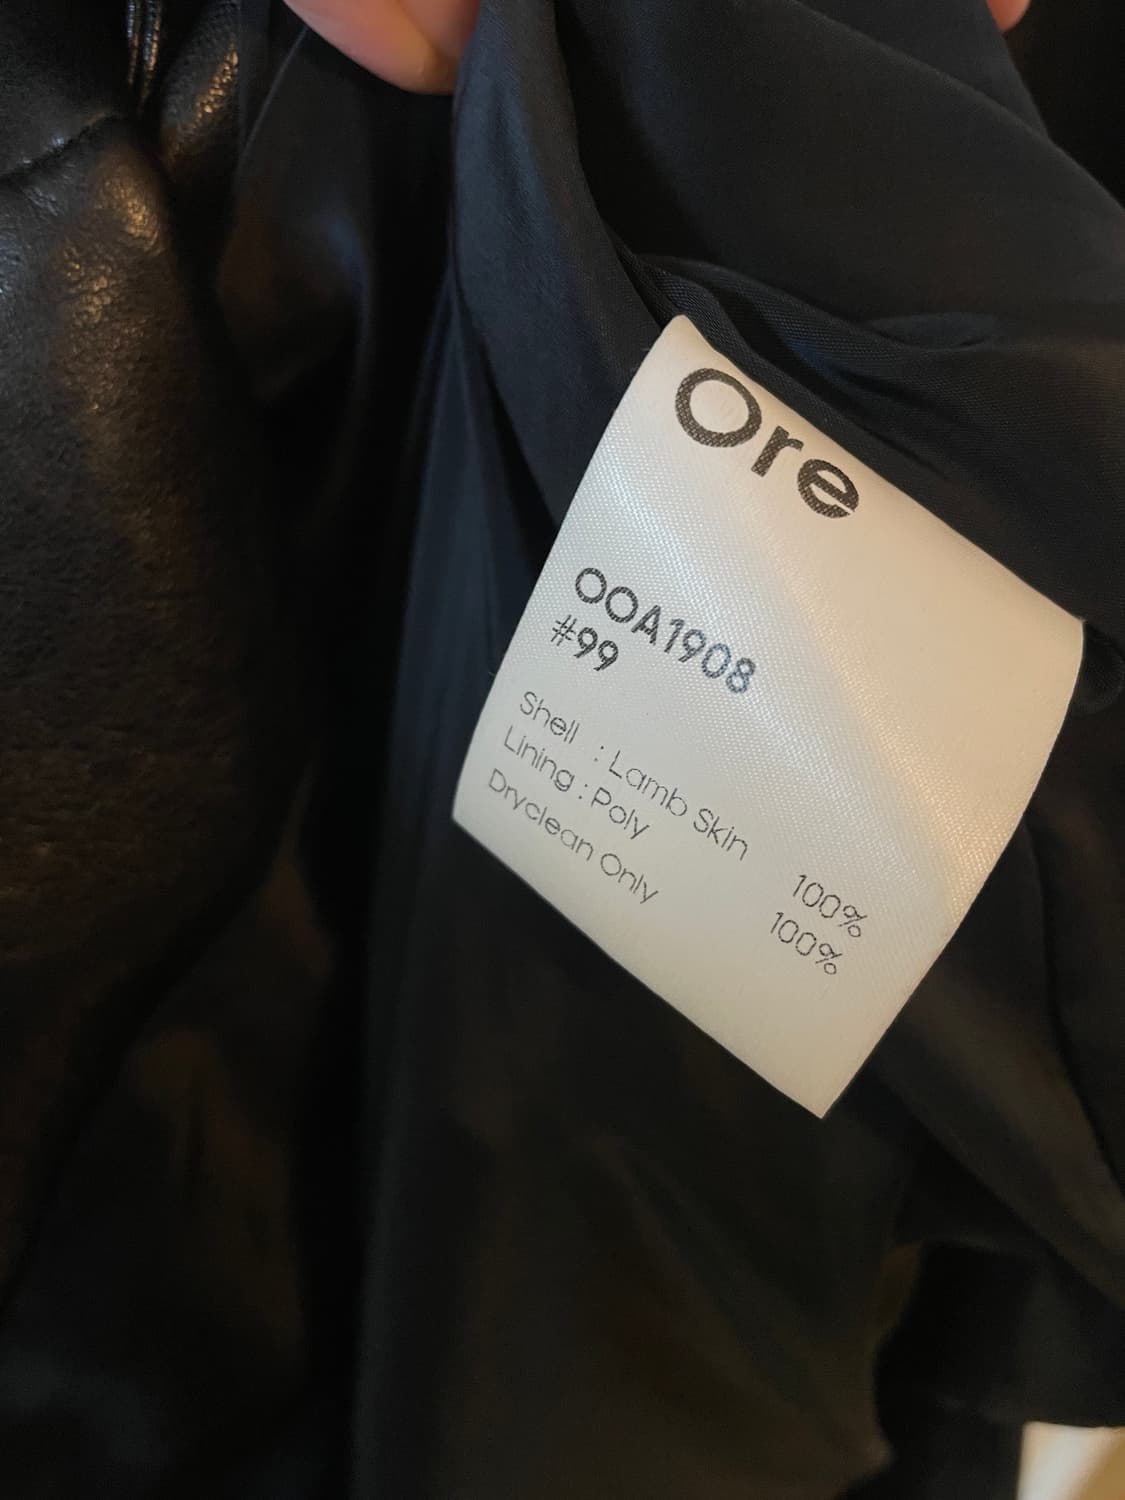 Ore
OOA1908
#99
Shell : Lamb Skin 100%
Lining : Poly 100%
Dryclean Only